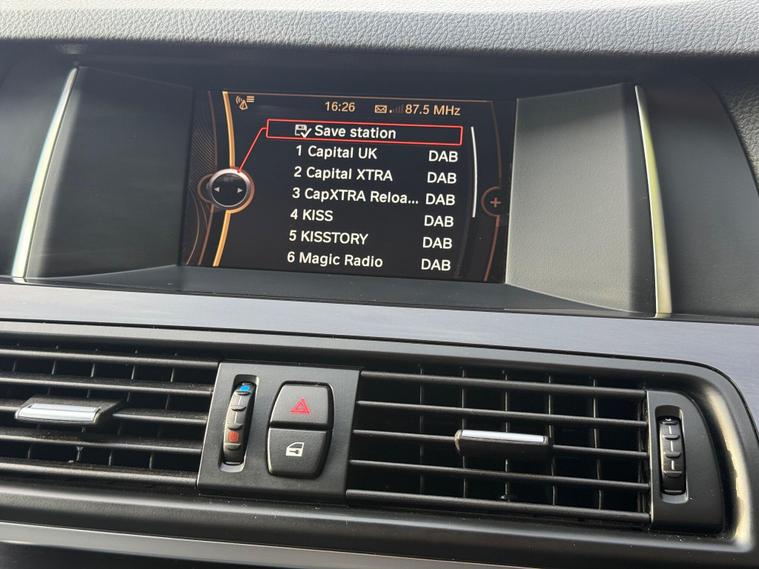 16:26 87.5 MHz
Save station
1 Capital UK DAB
2 Capital XTRA DAB
3 CapXTRA Reloa... DAB
4 KISS DAB
5 KISSTORY DAB
6 Magic Radio DAB